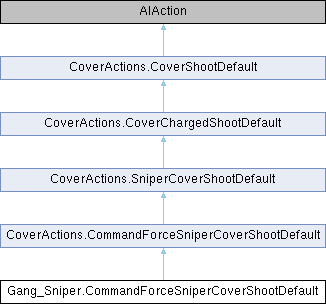 AIAction
CoverActions.CoverShootDefault
CoverActions.CoverChargedShootDefault
CoverActions.SniperCoverShootDefault
CoverActions.CommandForceSniperCoverShootDefault
Gang_Sniper.CommandForceSniperCoverShootDefault